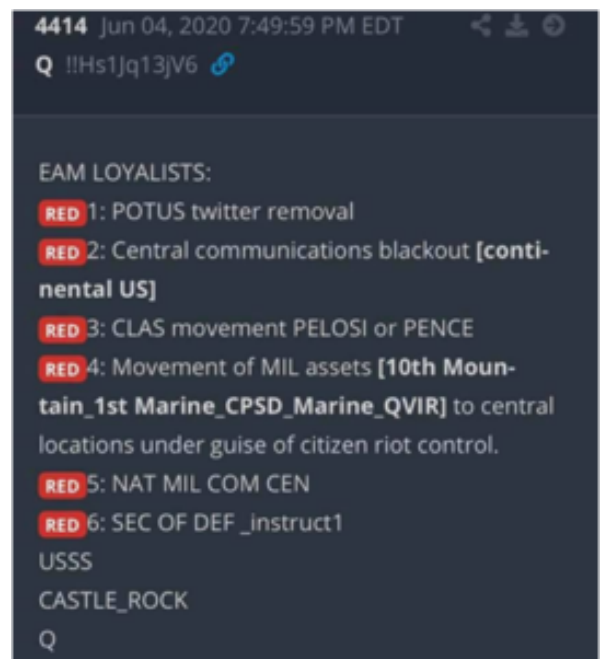 4414 Jun 04, 2020 7:49:59 PM EDT
Q !!Hs1Jq13jV6
EAM LOYALISTS:
RED 1: POTUS twitter removal
RED 2: Central communications blackout [conti-
nental US]
RED 3: CLAS movement PELOSI or PENCE
RED 4: Movement of MIL assets [10th Moun-
tain_1st Marine_CPSD_Marine_QVIR] to central
locations under guise of citizen riot control.
RED 5: NAT MIL COM CEN
RED 6: SEC OF DEF _instruct1
USSS
CASTLE_ROCK
Q